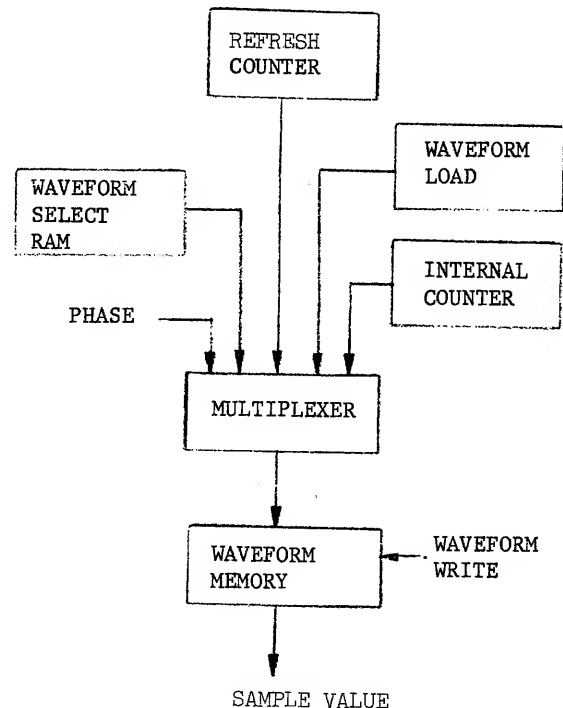 REFRESH
COUNTER
WAVEFORM
LOAD
WAVEFORM
SELECT
RAM
INTERNAL
COUNTER
PHASE
MULTIPLEXER
WAVEFORM
MEMORY
WAVEFORM
WRITE
SAMPLE VALUE